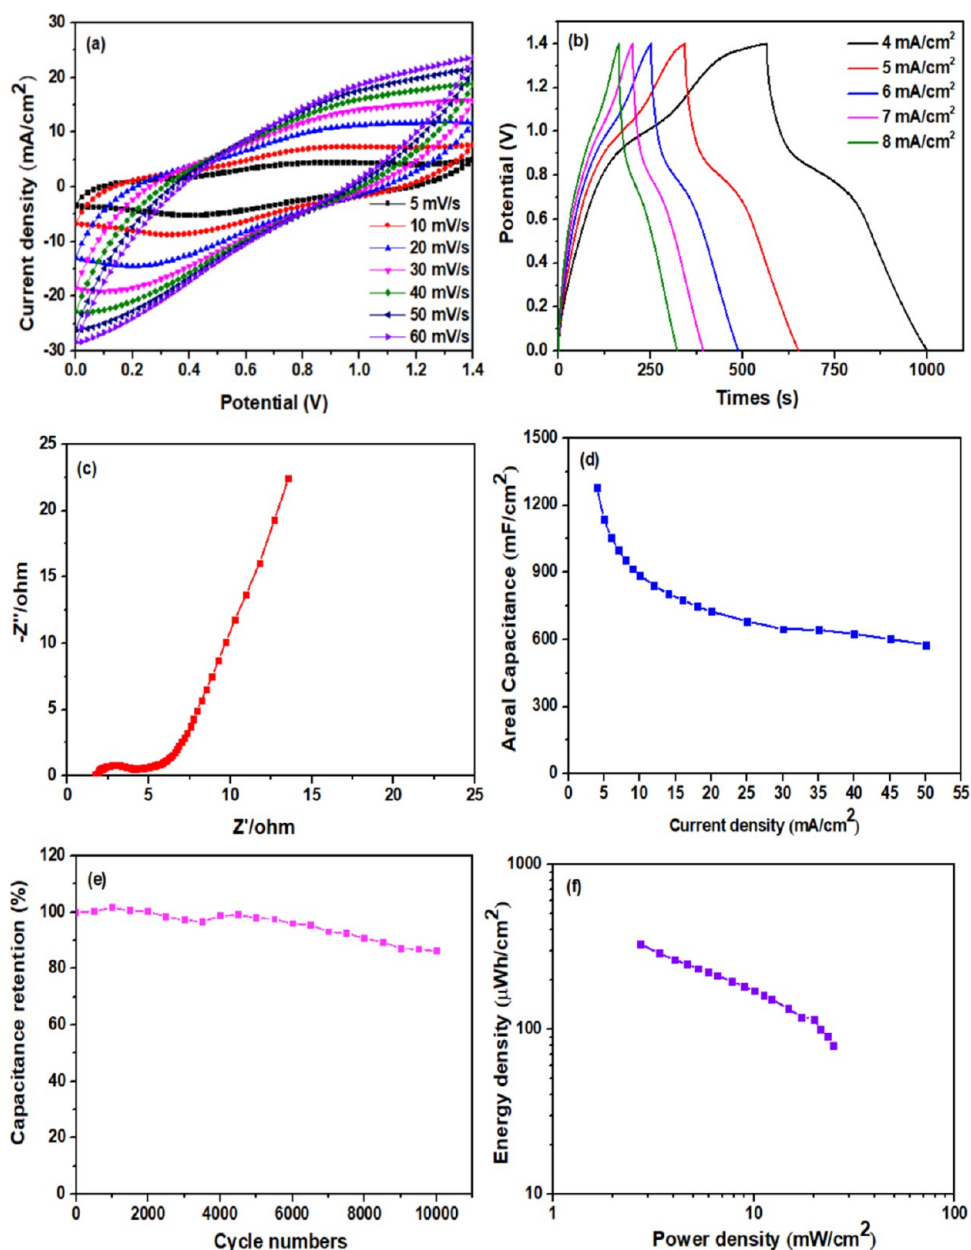 (a)
Current density (mA/cm²)
30
20
10
0
-10
-20
-30
0.0 0.2 0.4 0.6 0.8 1.0 1.2 1.4
Potential (V)
5 mV/s
10 mV/s
20 mV/s
30 mV/s
40 mV/s
50 mV/s
60 mV/s
(b)
Potential (V)
1.4
1.2
1.0
0.8
0.6
0.4
0.2
0.0
0 250 500 750 1000
Times (s)
4 mA/cm²
5 mA/cm²
6 mA/cm²
7 mA/cm²
8 mA/cm²
(c)
-Z''/ohm
25
20
15
10
5
0
0 5 10 15 20 25
Z'/ohm
(d)
Areal Capacitance (mF/cm²)
1500
1200
900
600
300
0
0 5 10 15 20 25 30 35 40 45 50 55
Current density (mA/cm²)
(e)
Capacitance retention (%)
120
100
80
60
40
20
0
0 2000 4000 6000 8000 10000
Cycle numbers
(f)
Energy density (µWh/cm²)
1000
100
10
1 10 100
Power density (mW/cm²)